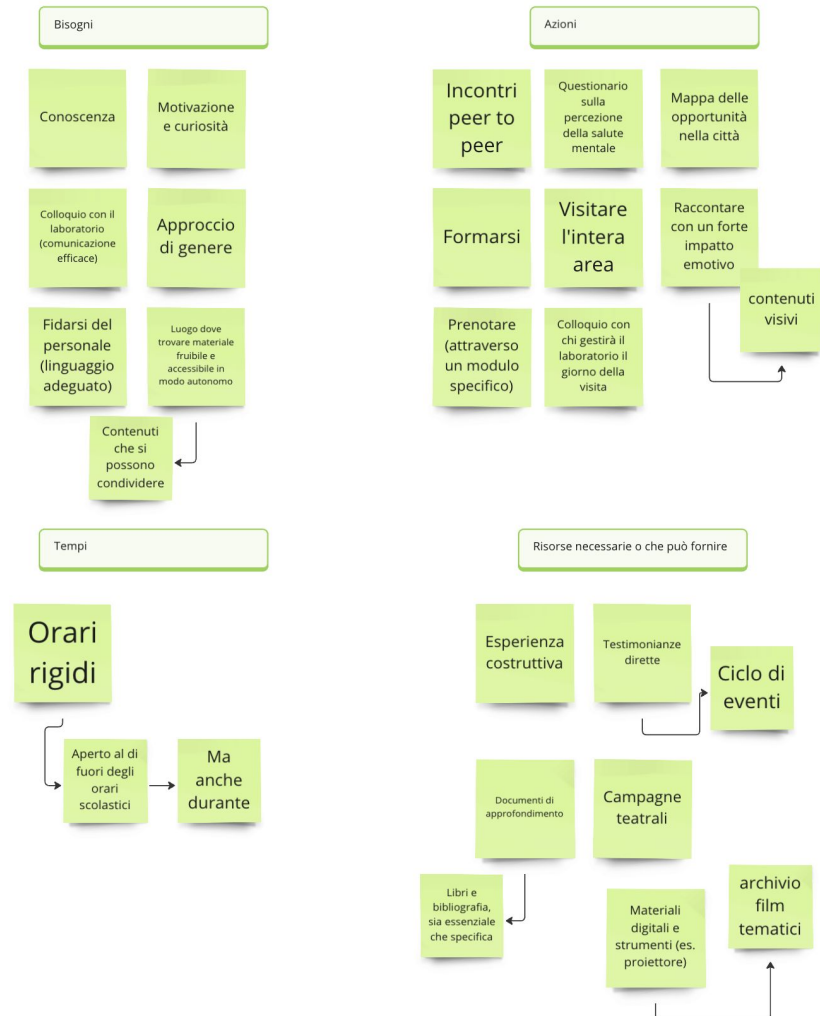 Bisogni
Conoscenza
Motivazione
e curiosità
Colloquio con il
laboratorio
(comunicazione
efficace)
Approccio
di genere
Fidarsi del
personale
(linguaggio
adeguato)
Luogo dove
trovare materiale
fruibile e
accessibile in
modo autonomo
Contenuti
che si
possono
condividere
Azioni
Incontri
peer to
peer
Questionario
sulla
percezione
della salute
mentale
Mappa delle
opportunità
nella città
Formarsi
Visitare
l'intera
area
Raccontare
con un forte
impatto
emotivo
contenuti
visivi
Prenotare
(attraverso
un modulo
specifico)
Colloquio con
chi gestirà il
laboratorio il
giorno della
visita
Tempi
Orari
rigidi
Aperto al di
fuori degli
orari
scolastici
Ma
anche
durante
Risorse necessarie o che può fornire
Esperienza
costruttiva
Testimonianze
dirette
Ciclo di
eventi
Documenti di
approfondimento
Campagne
teatrali
Libri e
bibliografia,
sia essenziale
che specifica
Materiali
digitali e
strumenti (es.
proiettore)
archivio
film
tematici